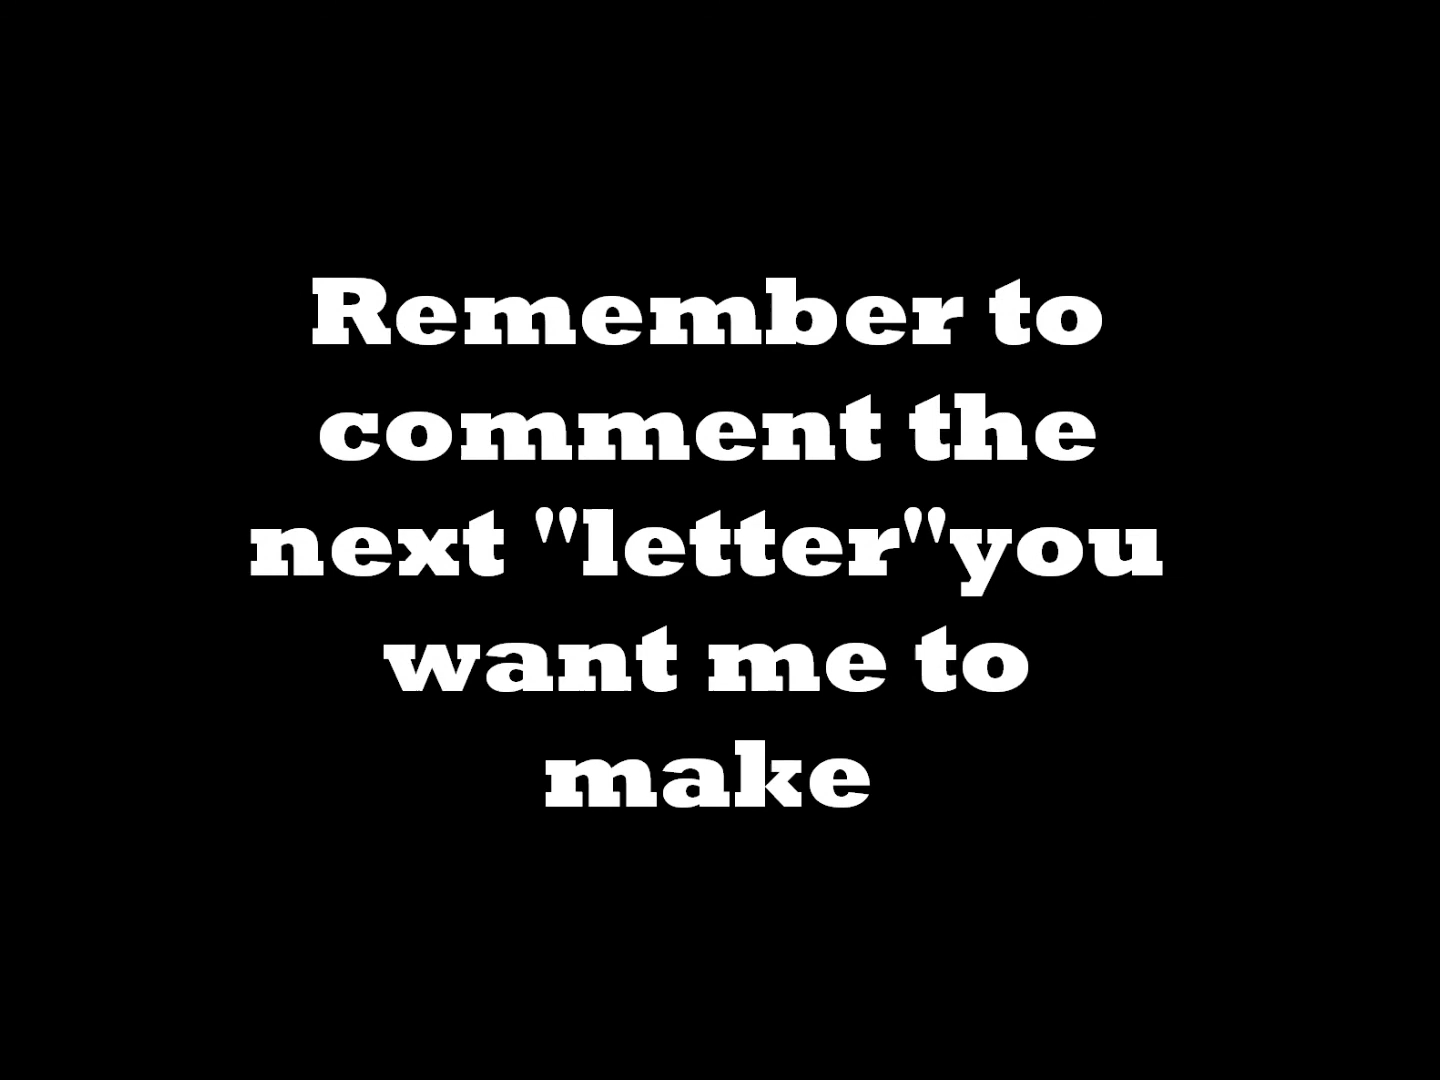 Remember to
comment the
next "letter"you
want me to
make